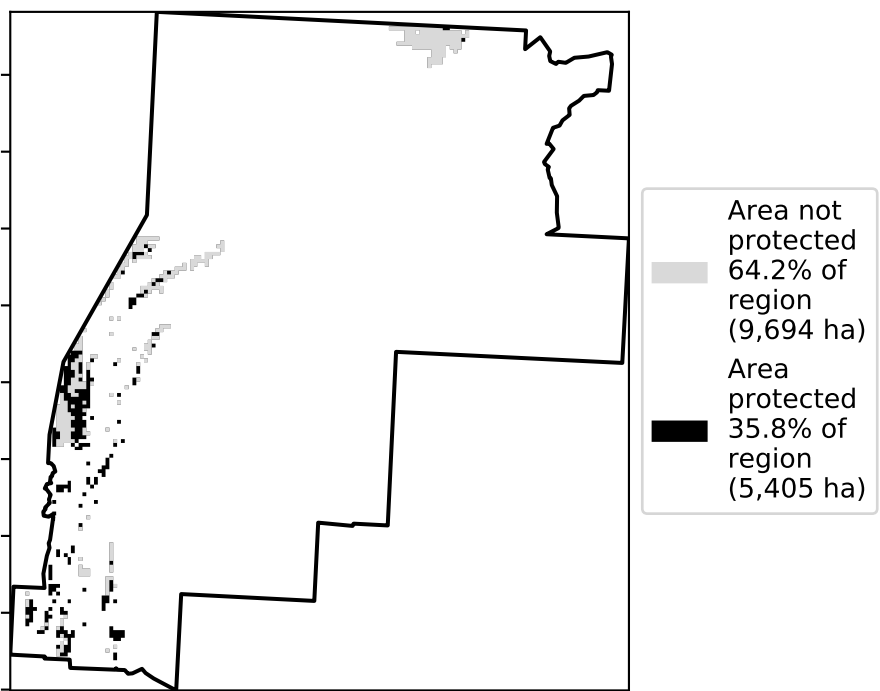 Area not
protected
64.2% of
region
(9,694 ha)
Area
protected
35.8% of
region
(5,405 ha)